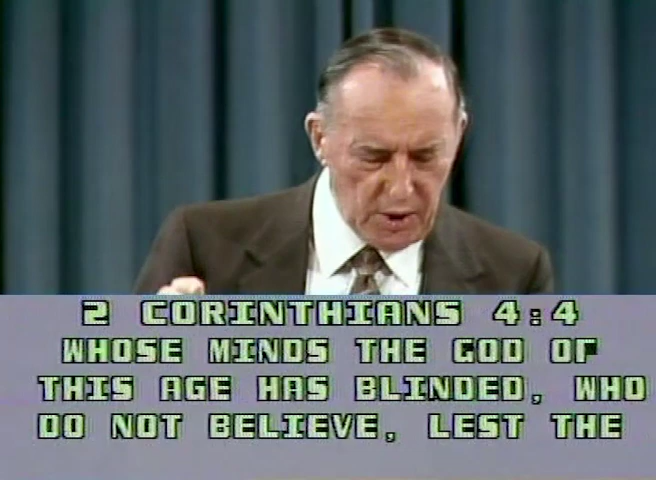 2 CORINTHIANS 4:4
WHOSE MINDS THE GOD OF
THIS AGE HAS BLINDED, WHO
DO NOT BELIEVE, LEST THE